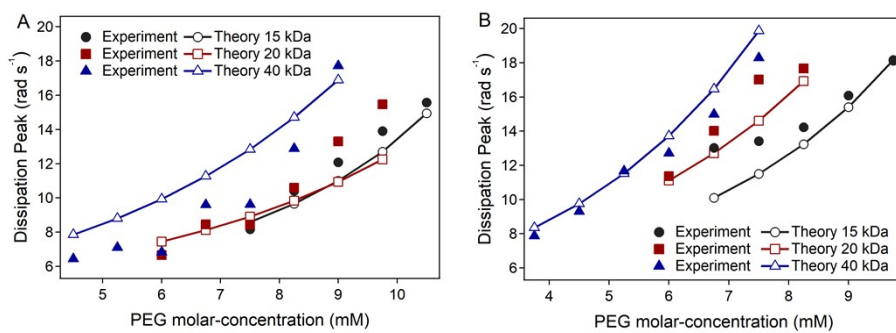 A
Experiment Theory 15 kDa
Experiment Theory 20 kDa
Experiment Theory 40 kDa
Dissipation Peak (rad s⁻¹)
20
18
16
14
12
10
8
6
5 6 7 8 9 10
PEG molar-concentration (mM)
B
Dissipation Peak (rad s⁻¹)
20
18
16
14
12
10
8
6
Experiment Theory 15 kDa
Experiment Theory 20 kDa
Experiment Theory 40 kDa
4 5 6 7 8 9
PEG molar-concentration (mM)